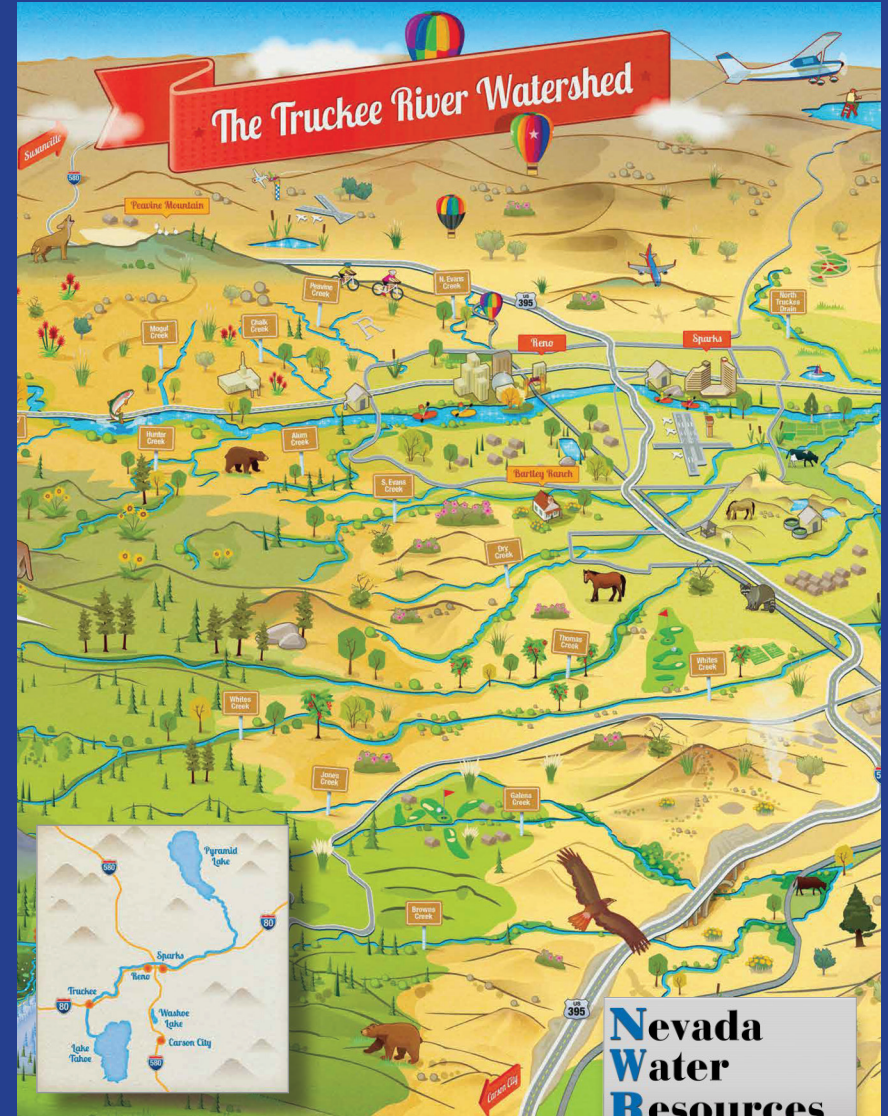 The Truckee River Watershed
Susanville
580
Peavine Mountain
Peavine
Creek
N. Evans
Creek
US
395
North
Truckee
Drain
Mogul
Creek
Chalk
Creek
R
Reno
Sparks
Hunter
Creek
Alum
Creek
S. Evans
Creek
Bartley Ranch
Dry
Creek
Thomas
Creek
Whites
Creek
Whites
Creek
Jones
Creek
Galena
Creek
Browns
Creek
5
US
395
Carson City
580
Pyramid
Lake
80
Sparks
Reno
Truckee
80
Washoe
Lake
Lake
Tahoe
Carson City
580
Nevada
Water
Resources